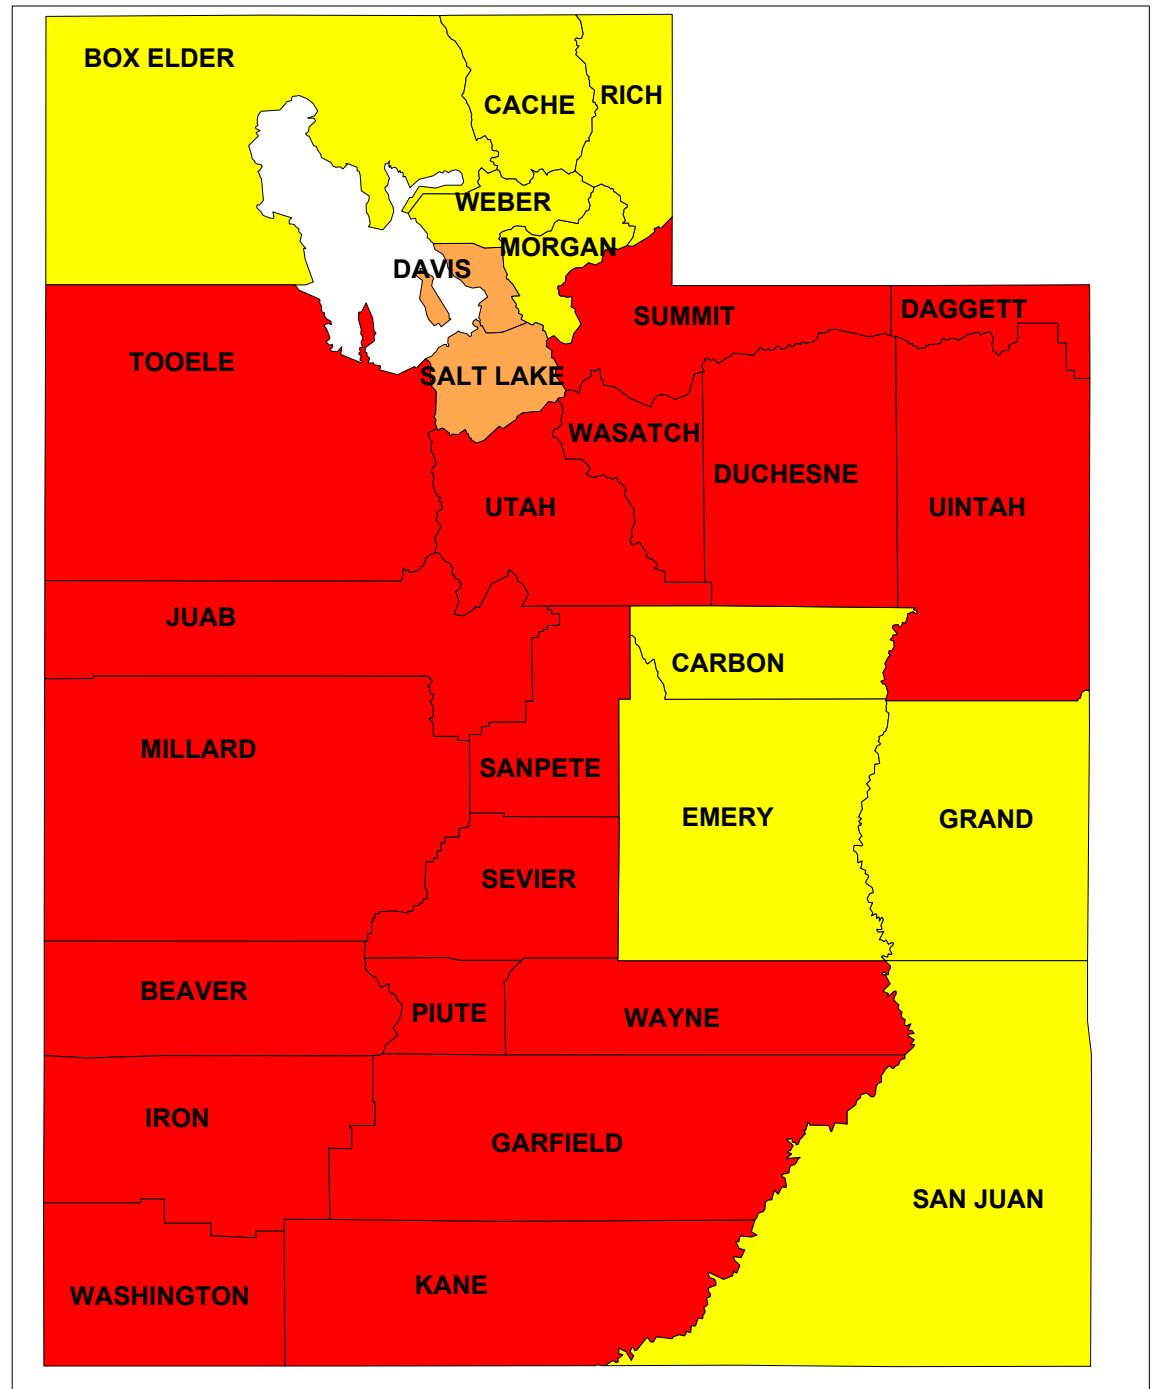 BOX ELDER
RICH
CACHE
WEBER
MORGAN
DAVIS
DAGGETT
SUMMIT
TOOELE
SALT LAKE
WASATCH
DUCHESNE
UTAH
UINTAH
JUAB
CARBON
MILLARD
SANPETE
EMERY
GRAND
SEVIER
BEAVER
PIUTE
WAYNE
IRON
GARFIELD
SAN JUAN
KANE
WASHINGTON